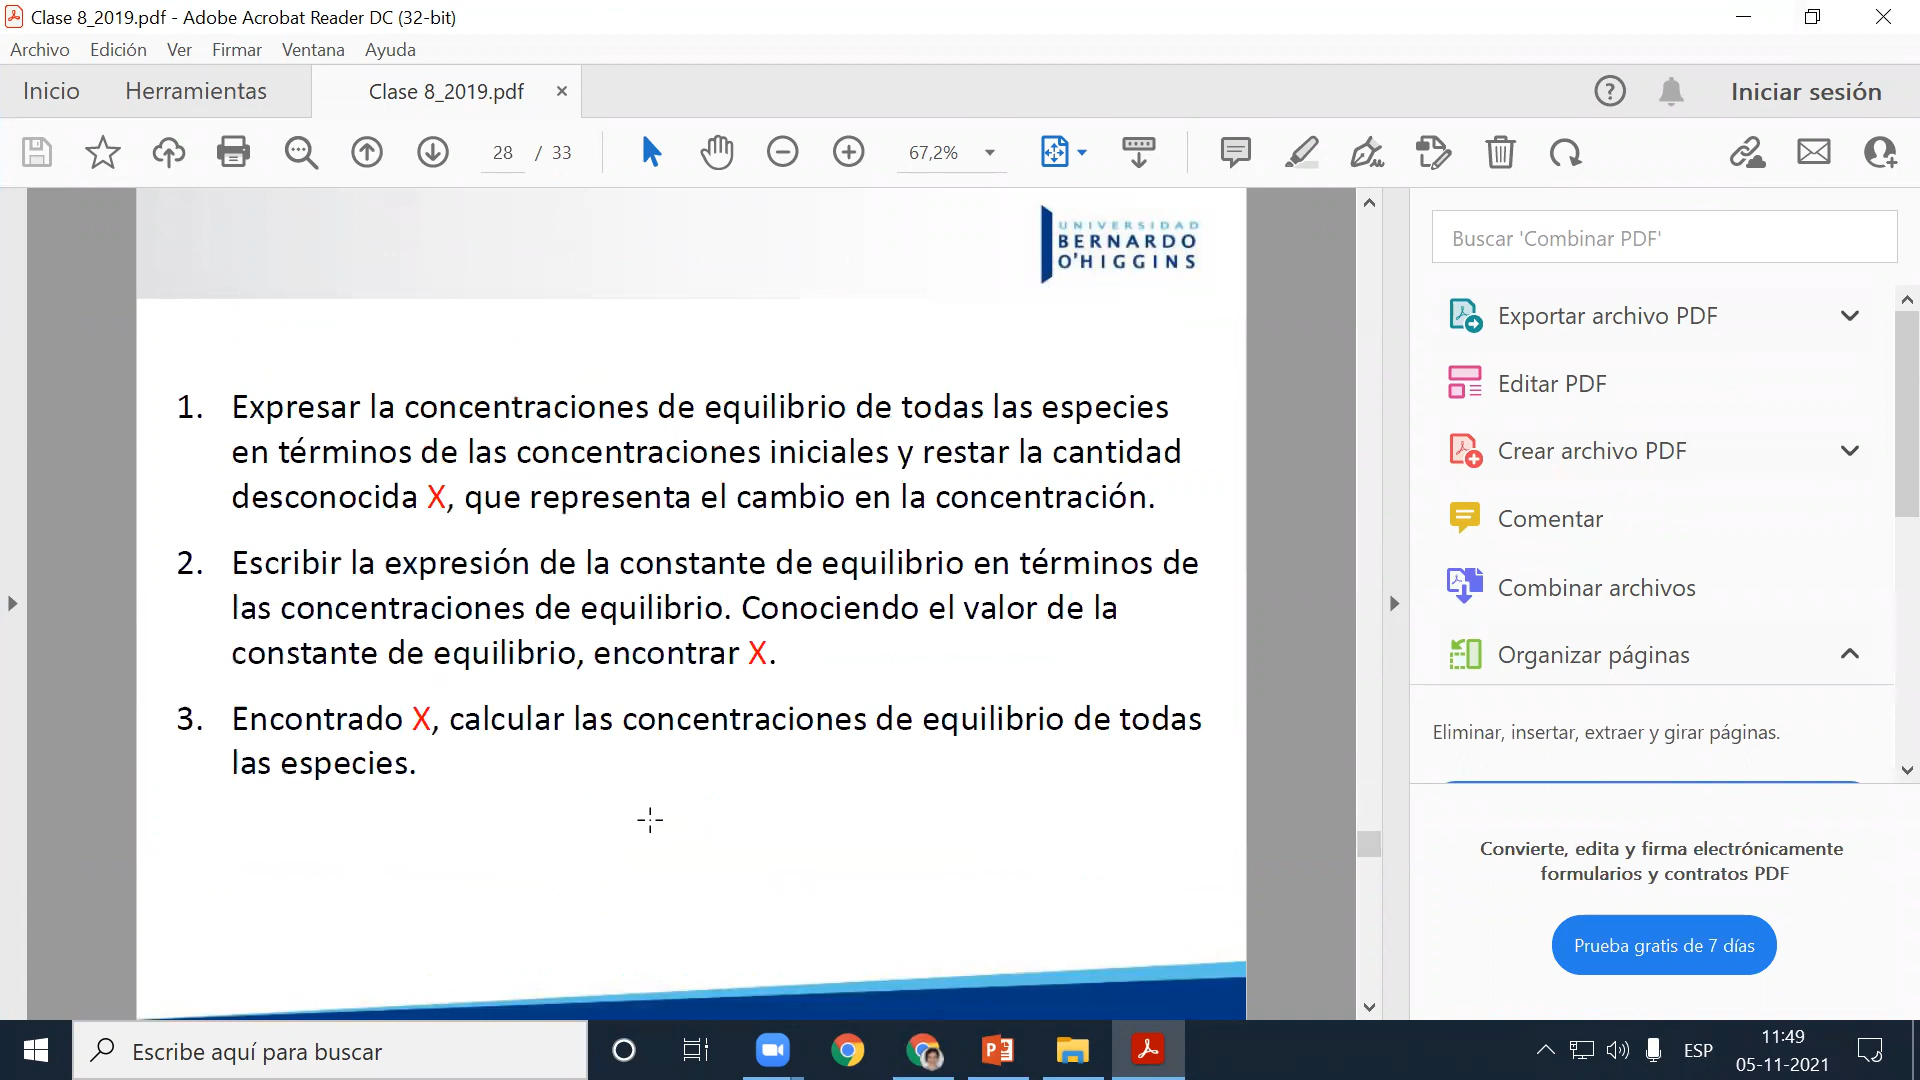 Clase 8_2019.pdf - Adobe Acrobat Reader DC (32-bit)
Archivo Edición Ver Firmar Ventana Ayuda
Inicio Herramientas Clase 8_2019.pdf × ? Iniciar sesión
28 / 33 67,2%
UNIVERSIDAD
BERNARDO
O'HIGGINS
1. Expresar la concentraciones de equilibrio de todas las especies
en términos de las concentraciones iniciales y restar la cantidad
desconocida X, que representa el cambio en la concentración.
2. Escribir la expresión de la constante de equilibrio en términos de
las concentraciones de equilibrio. Conociendo el valor de la
constante de equilibrio, encontrar X.
3. Encontrado X, calcular las concentraciones de equilibrio de todas
las especies.
Buscar 'Combinar PDF'
Exportar archivo PDF
Editar PDF
Crear archivo PDF
Comentar
Combinar archivos
Organizar páginas
Eliminar, insertar, extraer y girar páginas.
Convierte, edita y firma electrónicamente
formularios y contratos PDF
Prueba gratis de 7 días
Escribe aquí para buscar
ESP
11:49
05-11-2021